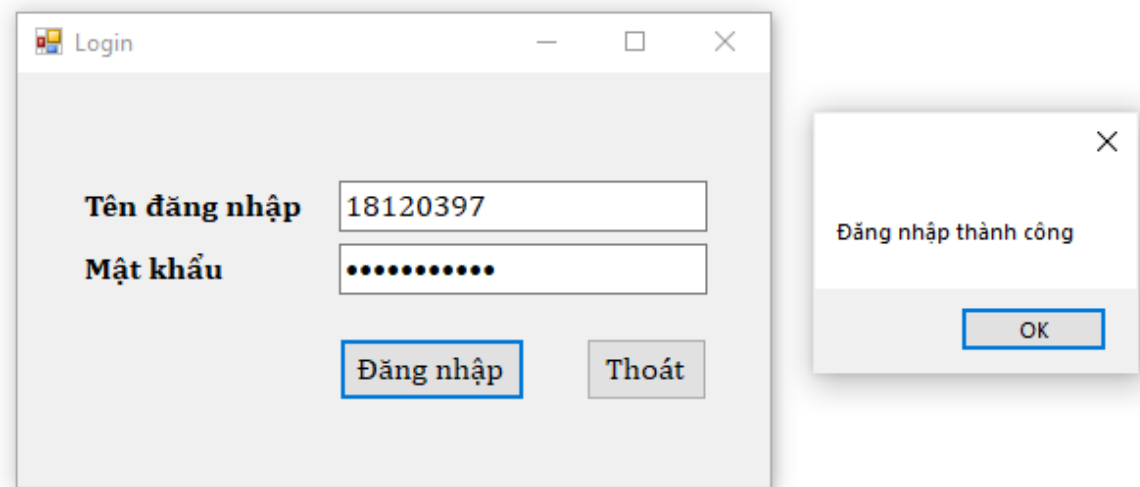 Login
Tên đăng nhập 18120397
Mật khẩu •••••••••••
Đăng nhập Thoát
Đăng nhập thành công
OK